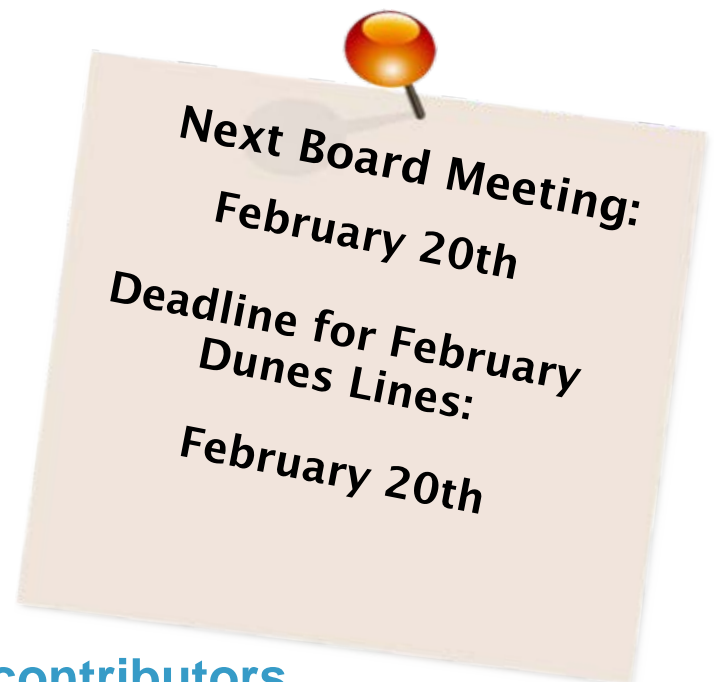 Next Board Meeting:
February 20th
Deadline for February
Dunes Lines:
February 20th
contributors